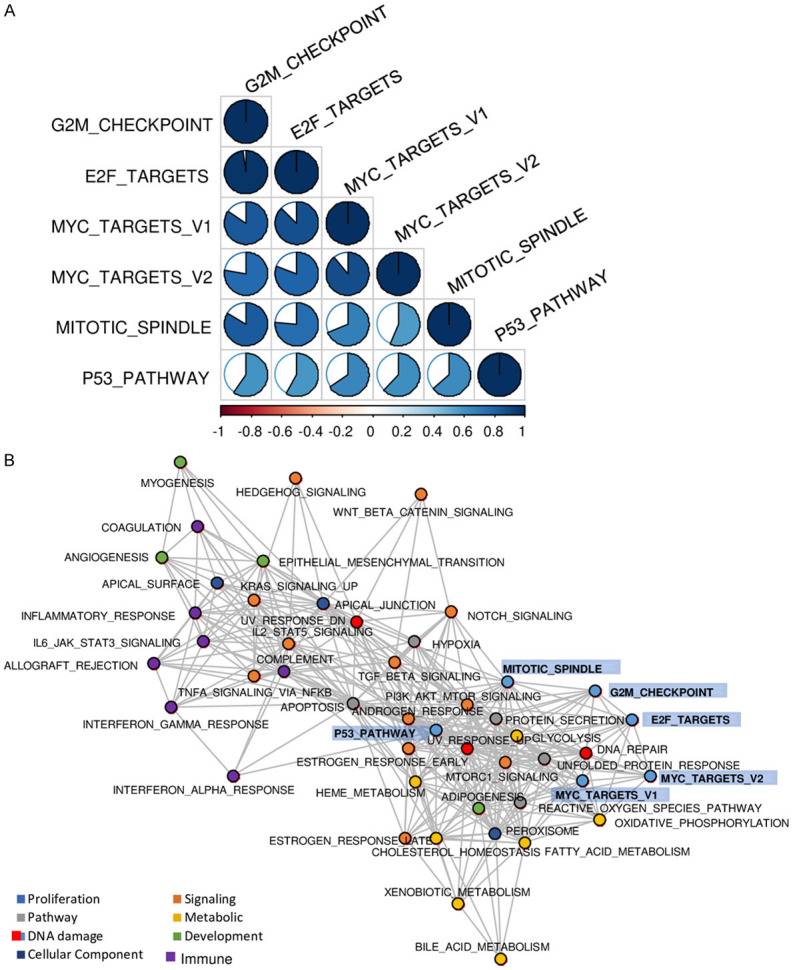 A
G2M_CHECKPOINT
E2F_TARGETS
MYC_TARGETS_V1
MYC_TARGETS_V2
MITOTIC_SPINDLE
P53_PATHWAY
G2M_CHECKPOINT
E2F_TARGETS
MYC_TARGETS_V1
MYC_TARGETS_V2
MITOTIC_SPINDLE
P53_PATHWAY
-1 -0.8 -0.6 -0.4 -0.2 0 0.2 0.4 0.6 0.8 1
B
MYOGENESIS
HEDGEHOG_SIGNALING
WNT_BETA_CATENIN_SIGNALING
COAGULATION
ANGIOGENESIS
EPITHELIAL_MESENCHYMAL_TRANSITION
APICAL_SURFACE
KRAS_SIGNALING_UP
APICAL_JUNCTION
INFLAMMATORY_RESPONSE
UV_RESPONSE_DN
NOTCH_SIGNALING
IL2_STAT5_SIGNALING
IL6_JAK_STAT3_SIGNALING
HYPOXIA
ALLOGRAFT_REJECTION
COMPLEMENT
MITOTIC_SPINDLE
TGF_BETA_SIGNALING
TNFA_SIGNALING_VIA_NFKB
PI3K_AKT_MTOR_SIGNALING
G2M_CHECKPOINT
APOPTOSIS
ANDROGEN_RESPONSE
INTERFERON_GAMMA_RESPONSE
PROTEIN_SECRETION
E2F_TARGETS
P53_PATHWAY
UV_RESPONSE_UP
GLYCOLYSIS
DNA_REPAIR
ESTROGEN_RESPONSE_EARLY
UNFOLDED_PROTEIN_RESPONSE
MTORC1_SIGNALING
MYC_TARGETS_V2
INTERFERON_ALPHA_RESPONSE
HEME_METABOLISM
ADIPOGENESIS
MYC_TARGETS_V1
REACTIVE_OXYGEN_SPECIES_PATHWAY
OXIDATIVE_PHOSPHORYLATION
PEROXISOME
ESTROGEN_RESPONSE_LATE
CHOLESTEROL_HOMEOSTASIS
FATTY_ACID_METABOLISM
XENOBIOTIC_METABOLISM
BILE_ACID_METABOLISM
Proliferation
Signaling
Pathway
Metabolic
DNA damage
Development
Cellular Component
Immune